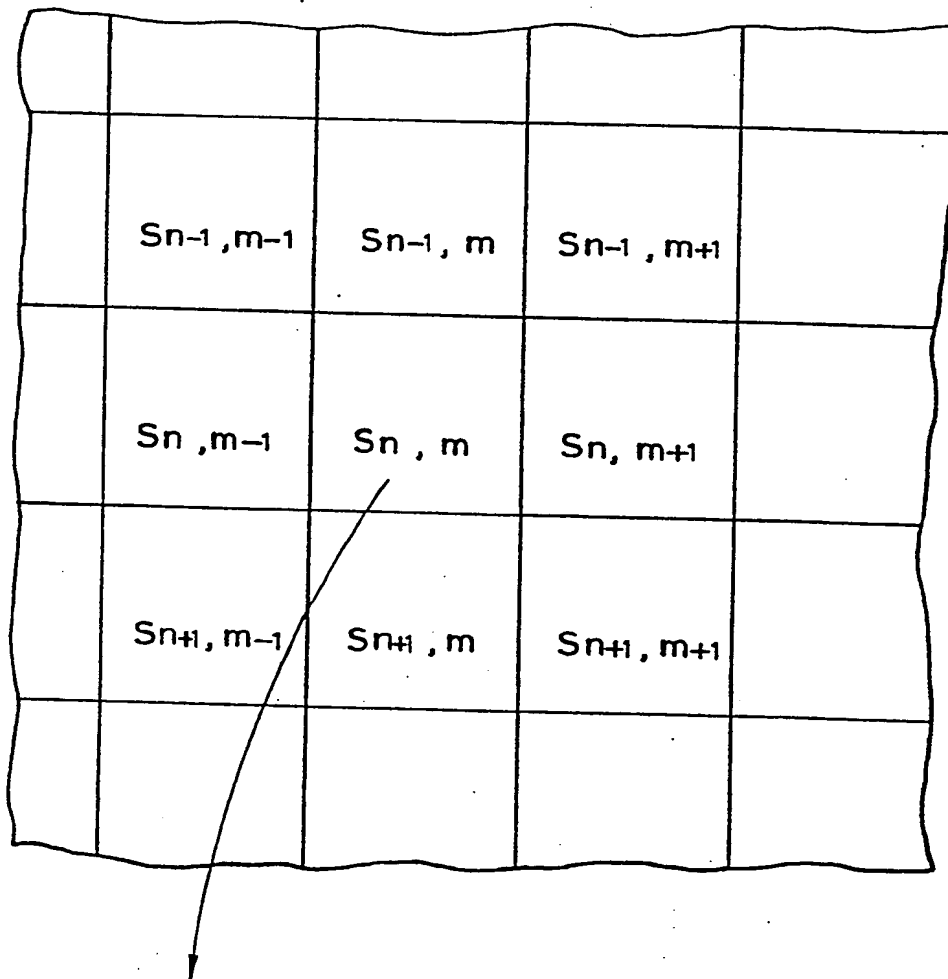 Sn-1 ,m-1 Sn-1, m Sn-1 ,m+1
Sn ,m-1 Sn , m Sn, m+1
Sn+1, m-1 Sn+1 , m Sn+1, m+1